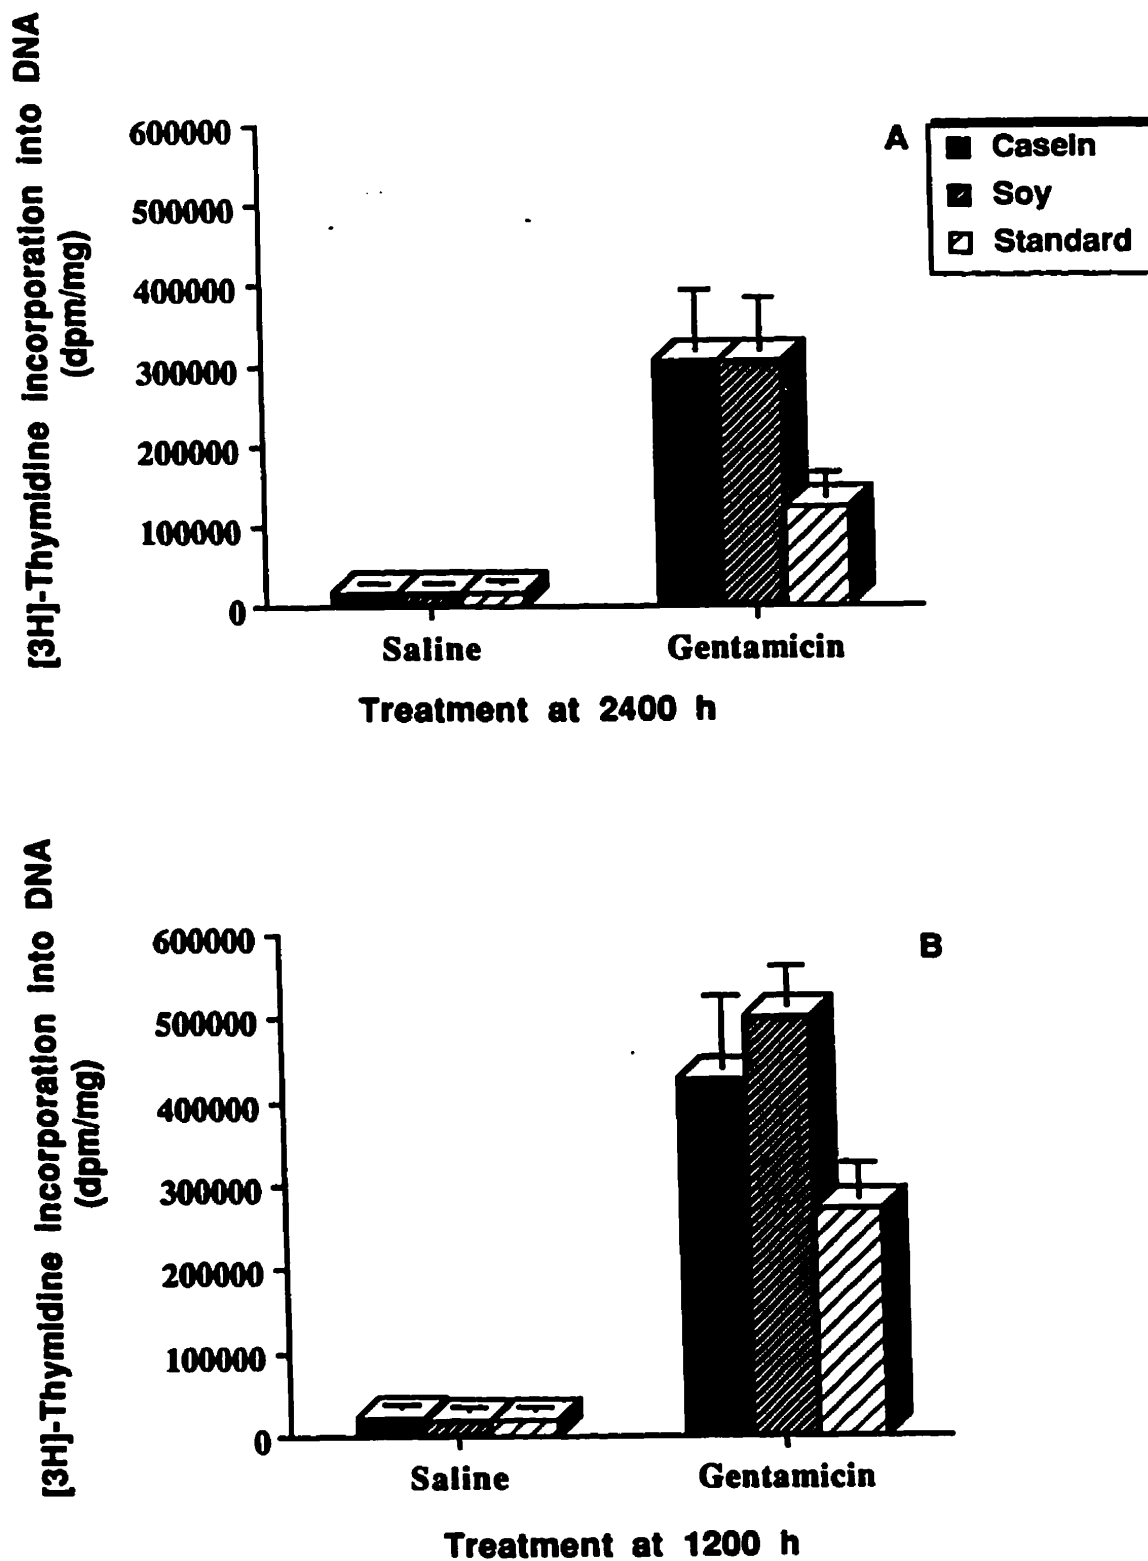 [3H]-Thymidine incorporation into DNA
(dpm/mg)
600000
500000
400000
300000
200000
100000
0
A
Casein
Soy
Standard
Saline
Gentamicin
Treatment at 2400 h
[3H]-Thymidine incorporation into DNA
(dpm/mg)
600000
500000
400000
300000
200000
100000
0
B
Saline
Gentamicin
Treatment at 1200 h